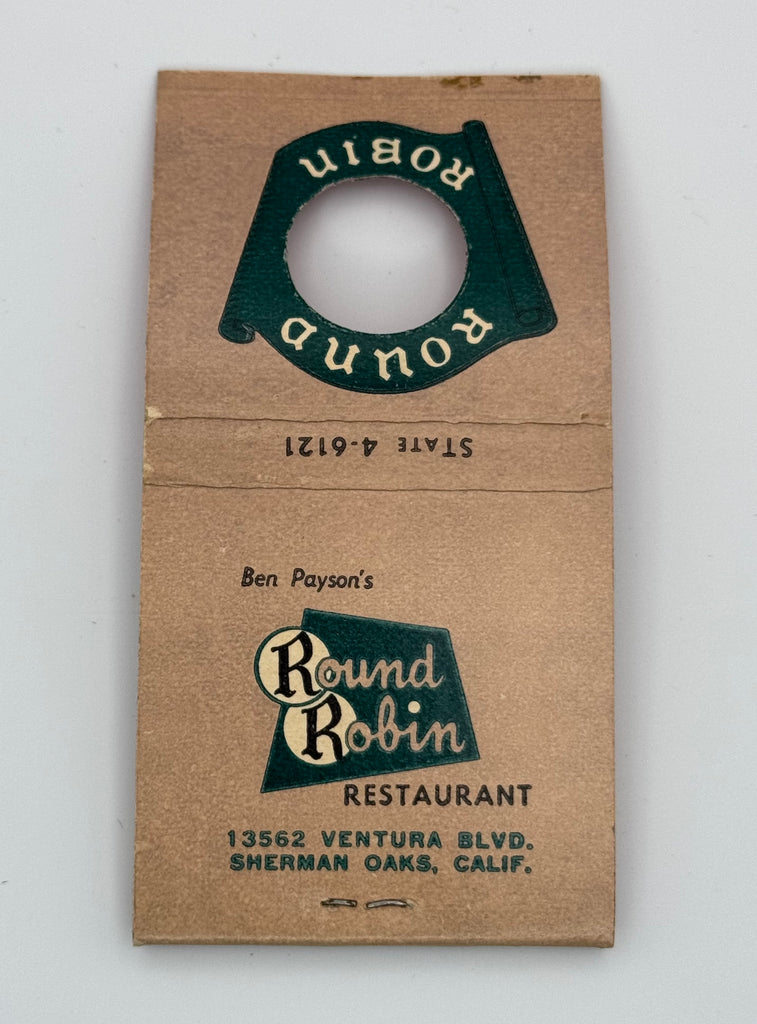 ROUND
ROBIN
STATE 4-6121
Ben Payson's
Round
Robin
RESTAURANT
13562 VENTURA BLVD.
SHERMAN OAKS, CALIF.